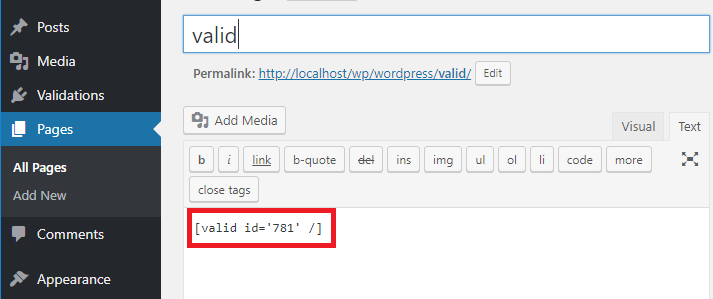 Posts
Media
Validations
Pages
All Pages
Add New
Comments
Appearance
valid
Permalink: http://localhost/wp/wordpress/valid/ Edit
Add Media
Visual Text
b i link b-quote del ins img ul ol li code more
close tags
[valid id='781' /]